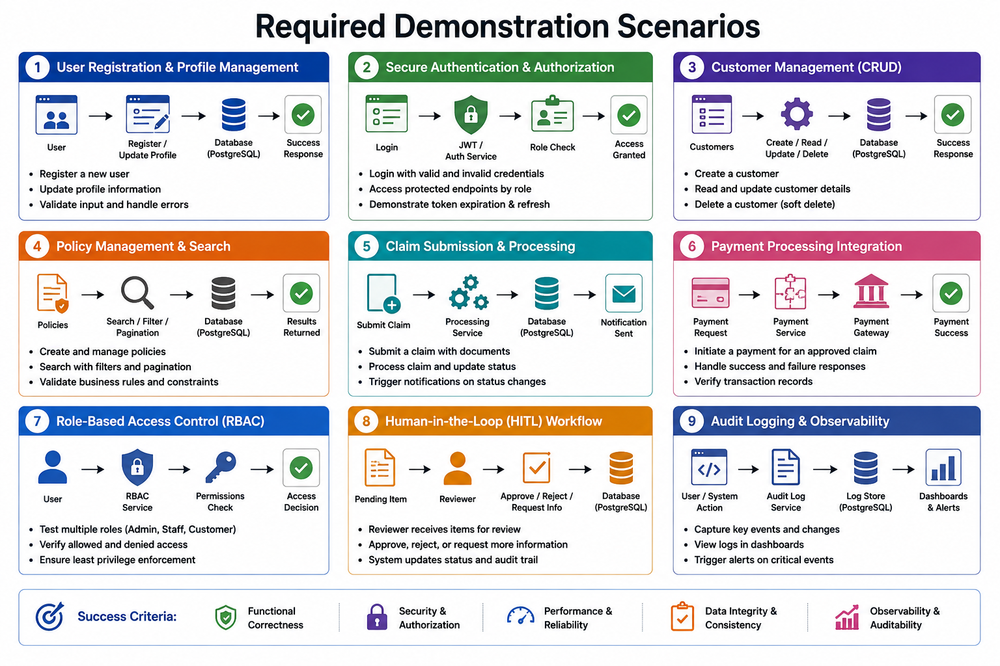 Required Demonstration Scenarios
1 User Registration & Profile Management
User
Register /
Update Profile
Database
(PostgreSQL)
Success
Response
• Register a new user
• Update profile information
• Validate input and handle errors
2 Secure Authentication & Authorization
Login
JWT /
Auth Service
Role Check
Access
Granted
• Login with valid and invalid credentials
• Access protected endpoints by role
• Demonstrate token expiration & refresh
3 Customer Management (CRUD)
Customers
Create / Read /
Update / Delete
Database
(PostgreSQL)
Success
Response
• Create a customer
• Read and update customer details
• Delete a customer (soft delete)
4 Policy Management & Search
Policies
Search / Filter /
Pagination
Database
(PostgreSQL)
Results
Returned
• Create and manage policies
• Search with filters and pagination
• Validate business rules and constraints
5 Claim Submission & Processing
Submit Claim
Processing
Service
Database
(PostgreSQL)
Notification
Sent
• Submit a claim with documents
• Process claim and update status
• Trigger notifications on status changes
6 Payment Processing Integration
Payment
Request
Payment
Service
Payment
Gateway
Payment
Success
• Initiate a payment for an approved claim
• Handle success and failure responses
• Verify transaction records
7 Role-Based Access Control (RBAC)
User
RBAC
Service
Permissions
Check
Access
Decision
• Test multiple roles (Admin, Staff, Customer)
• Verify allowed and denied access
• Ensure least privilege enforcement
8 Human-in-the-Loop (HITL) Workflow
Pending Item
Reviewer
Approve / Reject /
Request Info
Database
(PostgreSQL)
• Reviewer receives items for review
• Approve, reject, or request more information
• System updates status and audit trail
9 Audit Logging & Observability
</>
User / System
Action
Audit Log
Service
Log Store
(PostgreSQL)
Dashboards
& Alerts
• Capture key events and changes
• View logs in dashboards
• Trigger alerts on critical events
Success Criteria:
Functional
Correctness
Security &
Authorization
Performance &
Reliability
Data Integrity &
Consistency
Observability &
Auditability